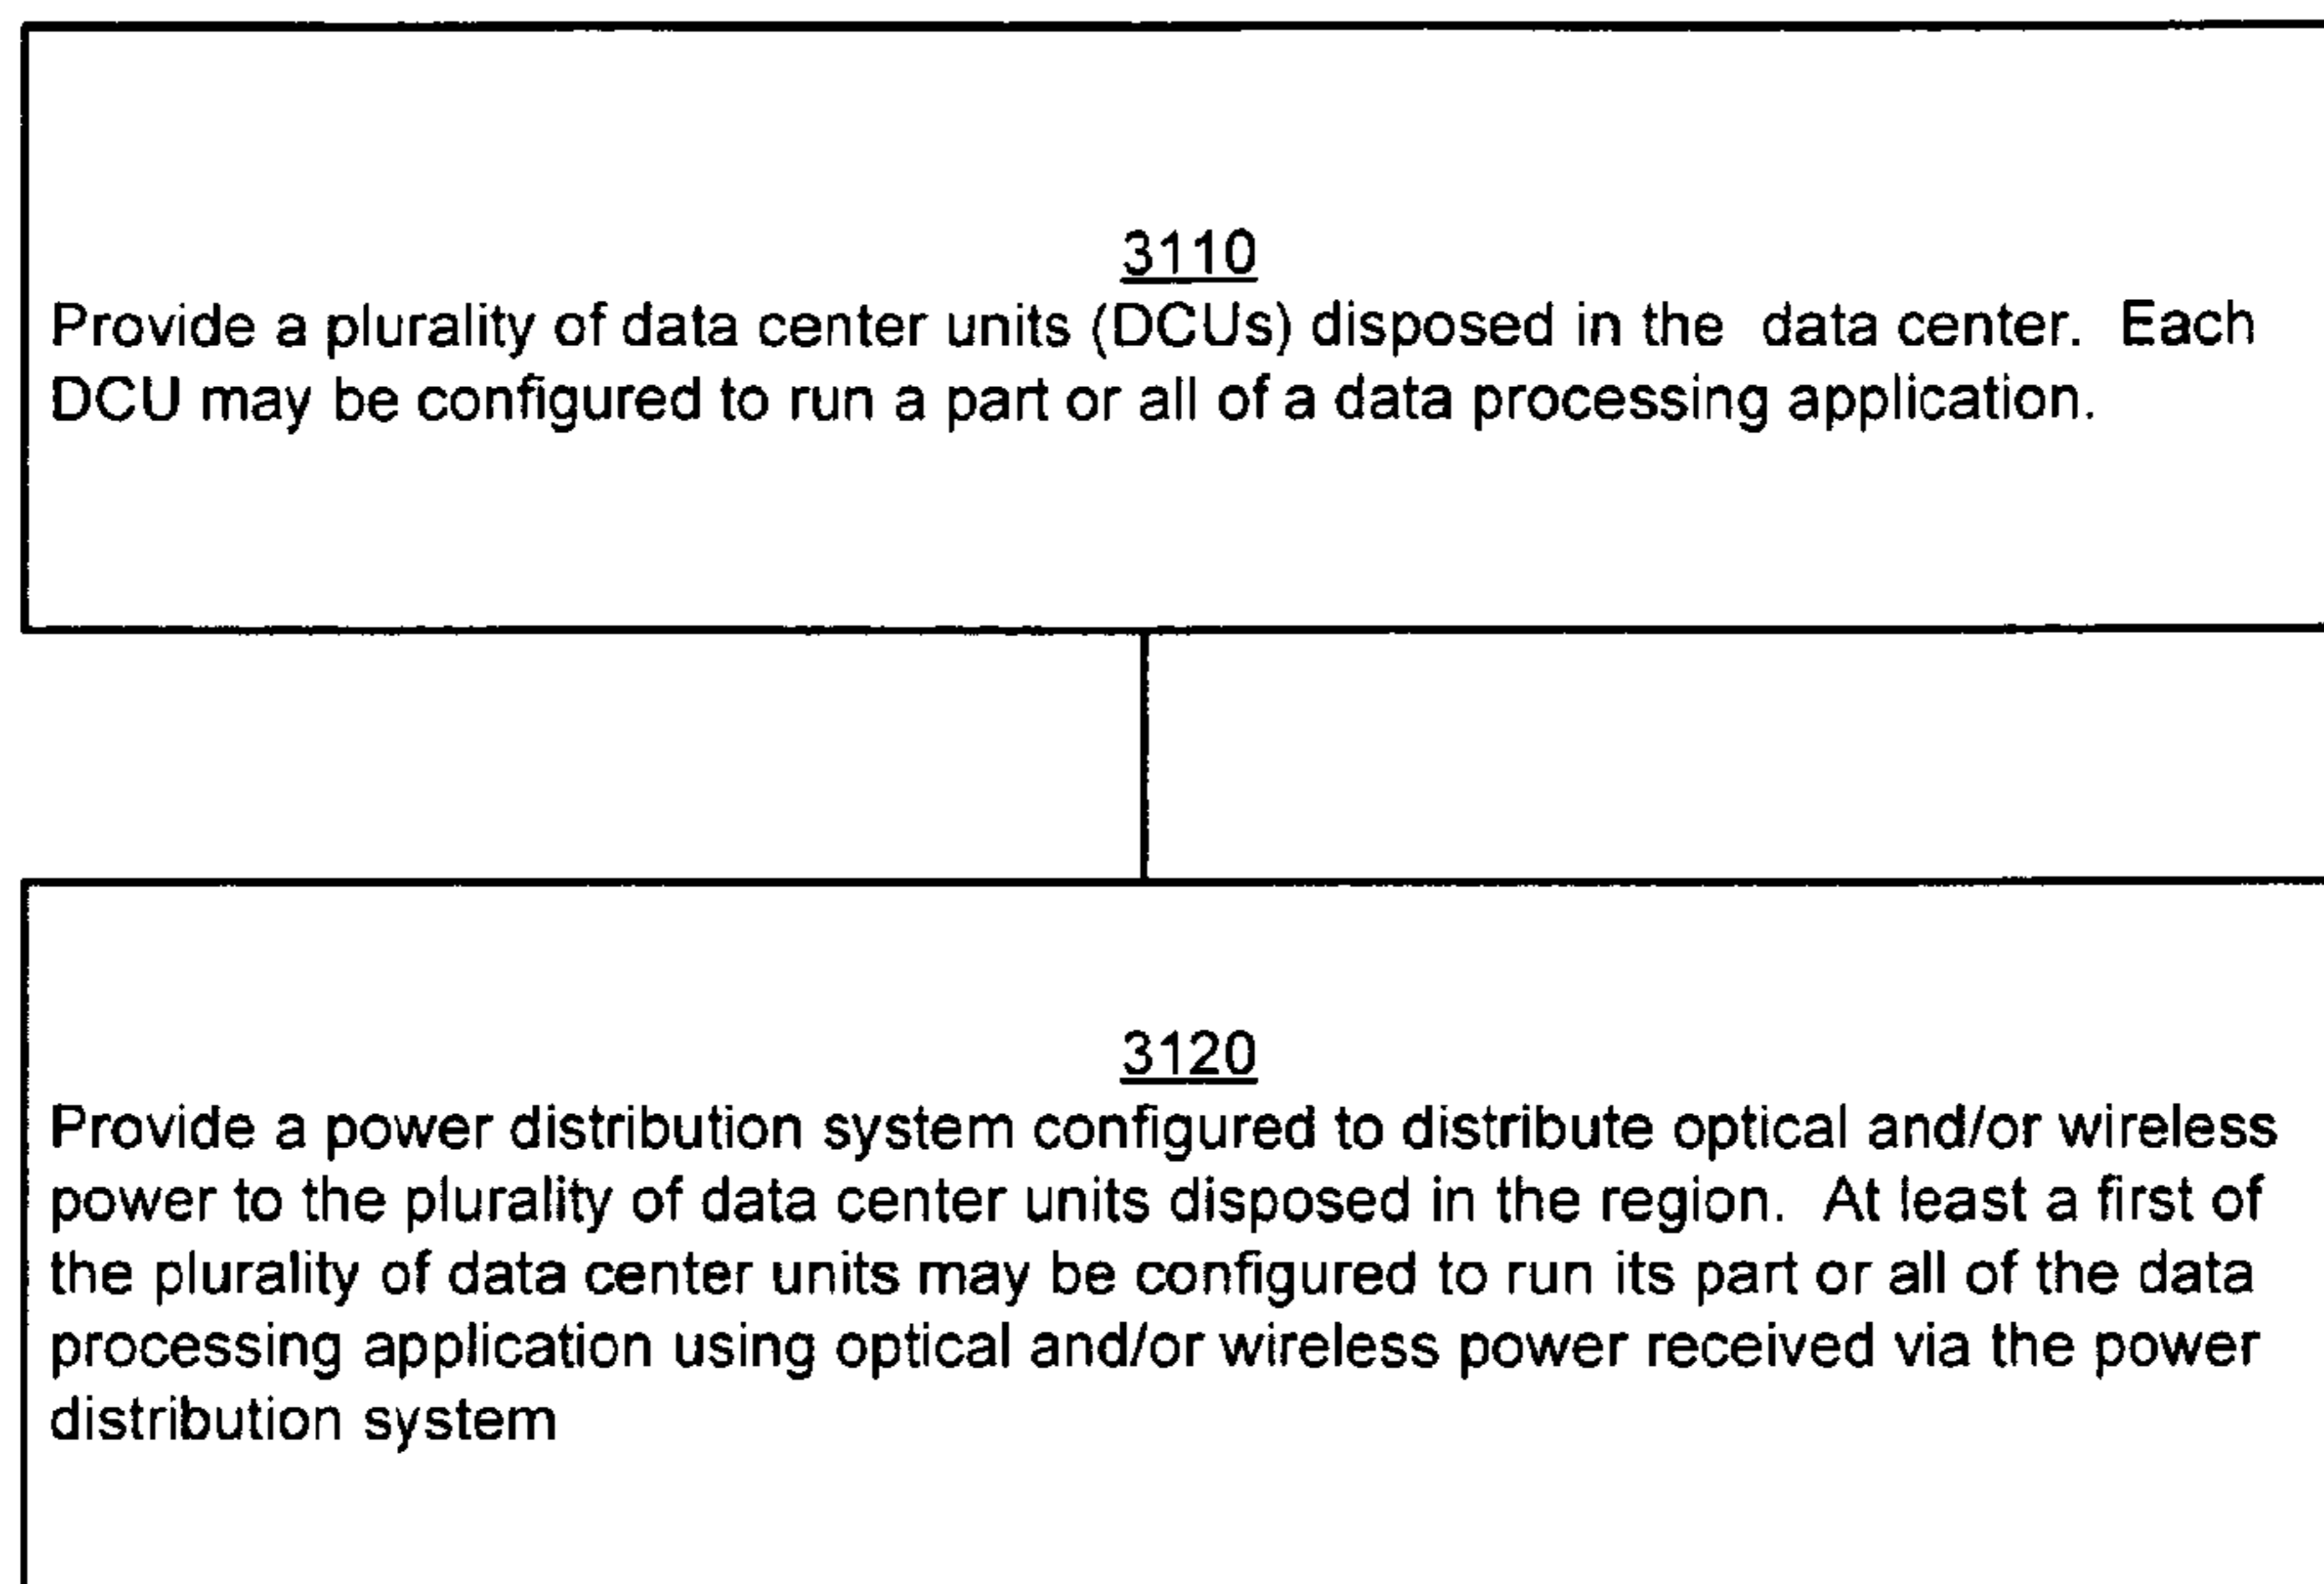 3110
Provide a plurality of data center units (DCUs) disposed in the data center. Each
DCU may be configured to run a part or all of a data processing application.
3120
Provide a power distribution system configured to distribute optical and/or wireless
power to the plurality of data center units disposed in the region. At least a first of
the plurality of data center units may be configured to run its part or all of the data
processing application using optical and/or wireless power received via the power
distribution system